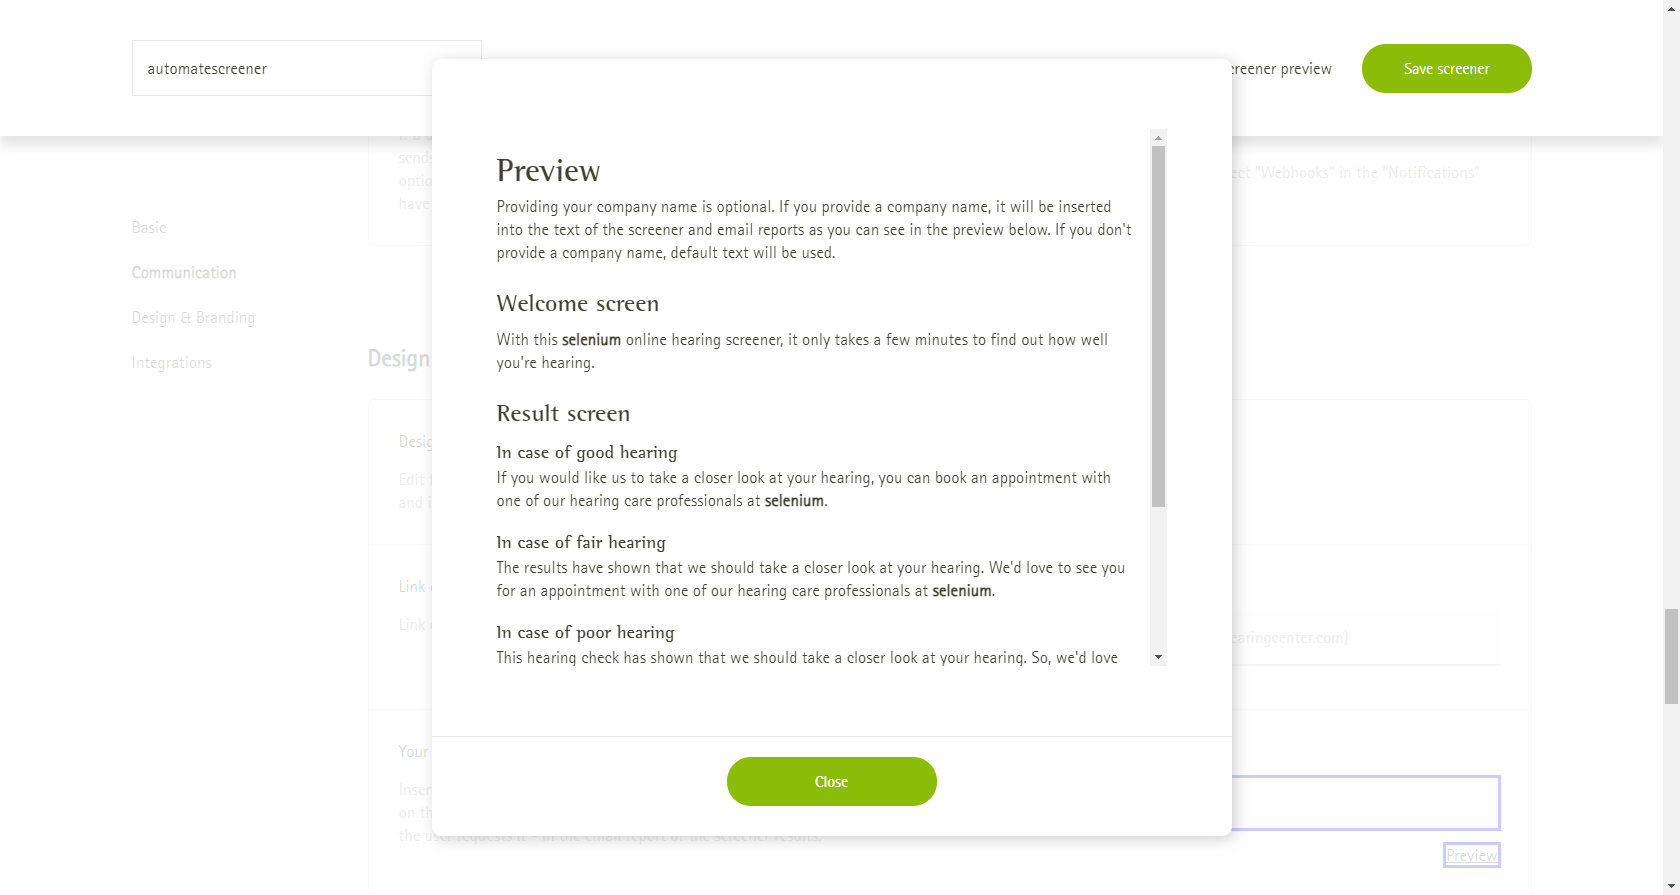 automatescreener
creener preview
Save screener
sends
optio
ect "Webhooks" in the "Notifications"
have
Basic
Communication
Design & Branding
Integrations
Design
Desig
Edit
and i
Link
Link
earingcenter.com)
Your
Inser
on th
the user requests it - in the email report of the screener results.
Preview
Preview
Providing your company name is optional. If you provide a company name, it will be inserted
into the text of the screener and email reports as you can see in the preview below. If you don't
provide a company name, default text will be used.
Welcome screen
With this selenium online hearing screener, it only takes a few minutes to find out how well
you're hearing.
Result screen
In case of good hearing
If you would like us to take a closer look at your hearing, you can book an appointment with
one of our hearing care professionals at selenium.
In case of fair hearing
The results have shown that we should take a closer look at your hearing. We'd love to see you
for an appointment with one of our hearing care professionals at selenium.
In case of poor hearing
This hearing check has shown that we should take a closer look at your hearing. So, we'd love
Close